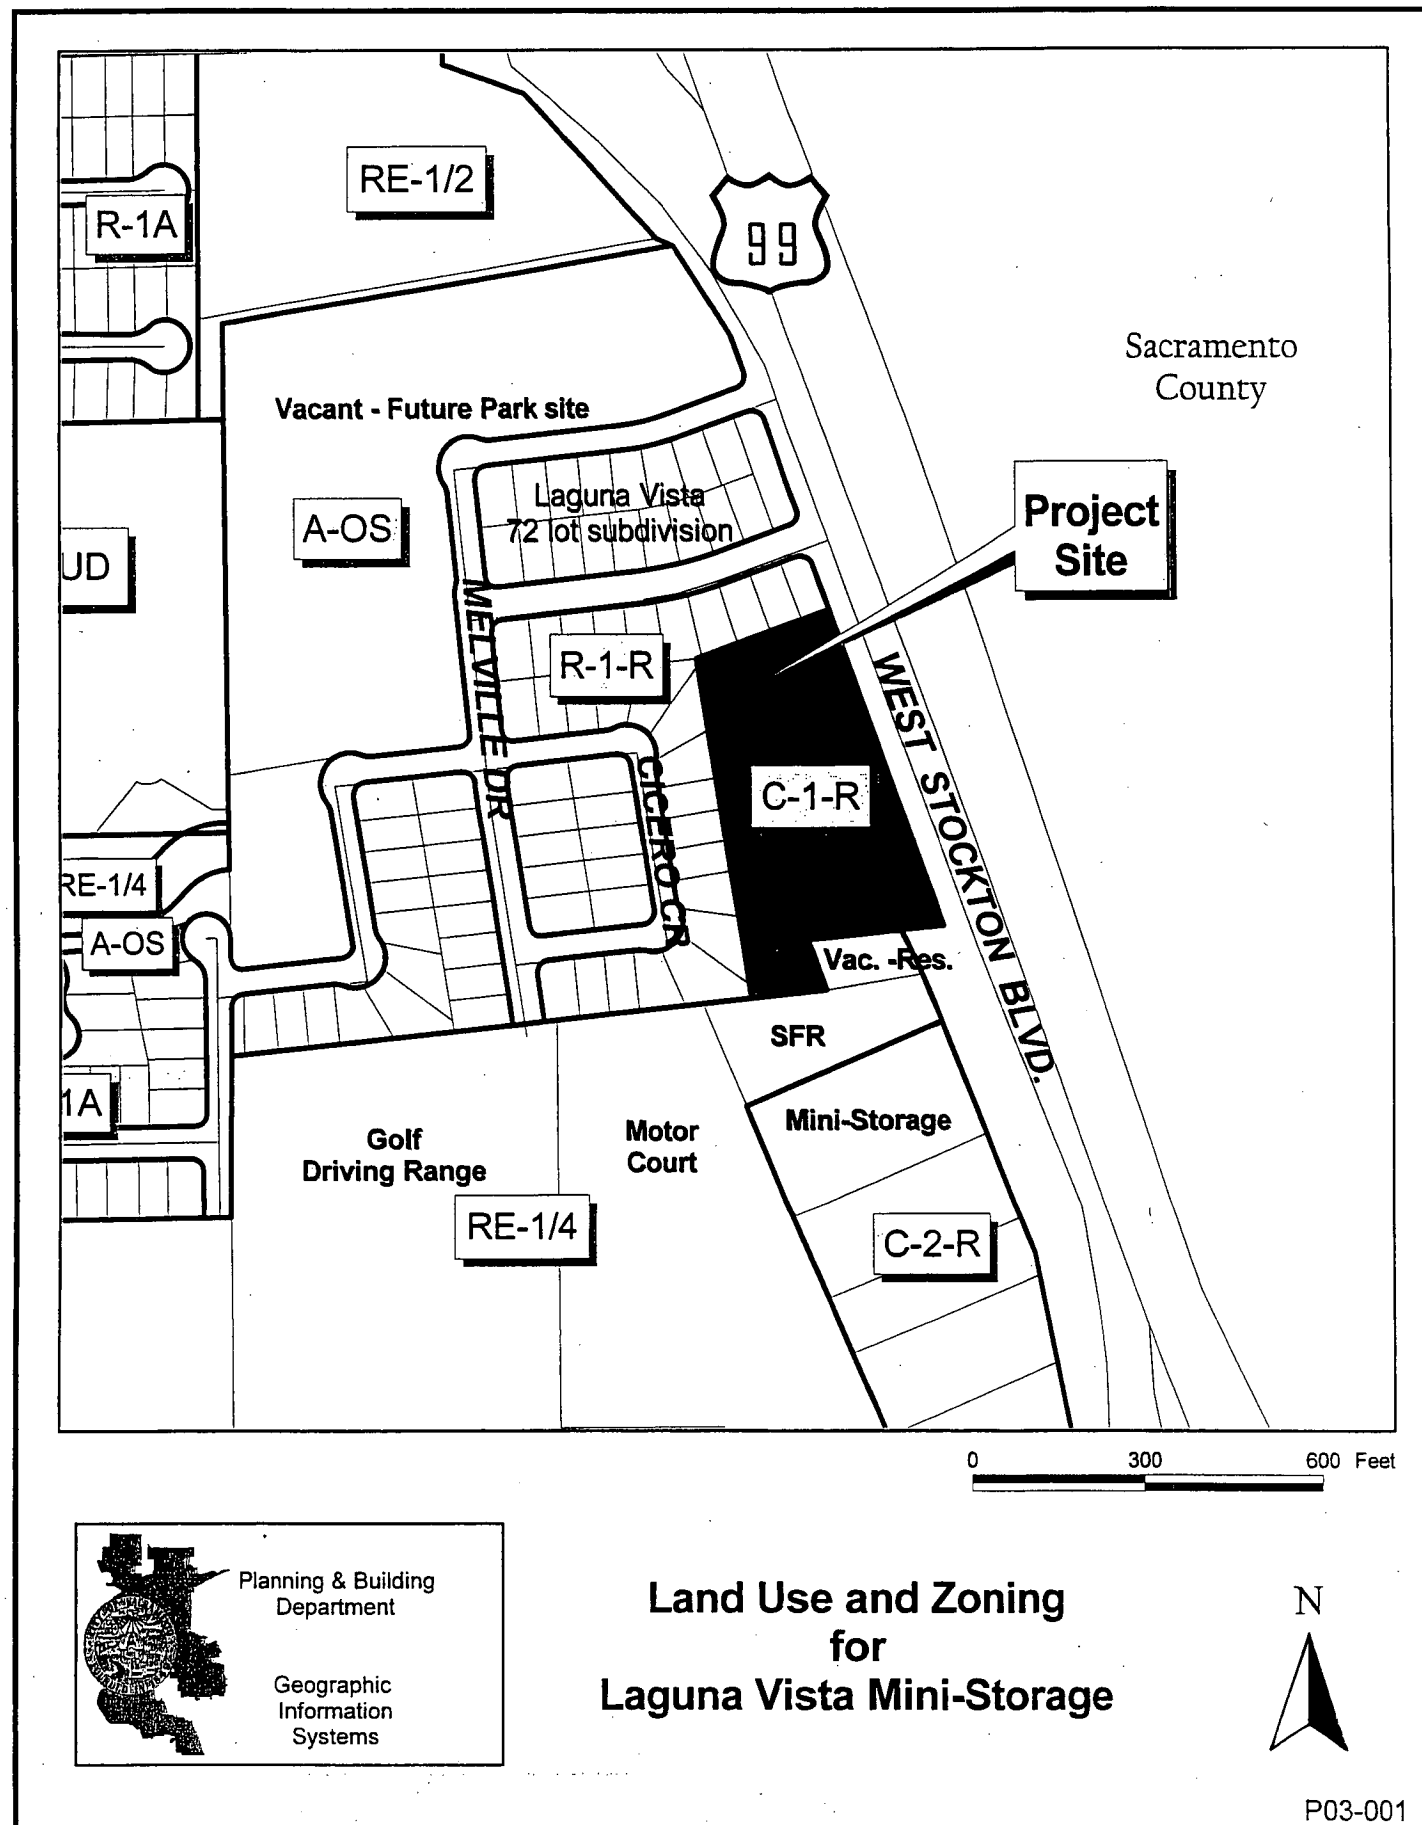 RE-1/2
R-1A
99
Sacramento
County
Vacant - Future Park site
A-OS
Laguna Vista
72 lot subdivision
Project
Site
UD
MELVILLE DR
R-1-R
WEST STOCKTON BLVD.
C-1-R
CICERO CR
RE-1/4
A-OS
Vac. -Res.
SFR
1A
Mini-Storage
Golf
Driving Range
Motor
Court
RE-1/4
C-2-R
0 300 600 Feet
Planning & Building
Department
Geographic
Information
Systems
Land Use and Zoning
for
Laguna Vista Mini-Storage
N
P03-001